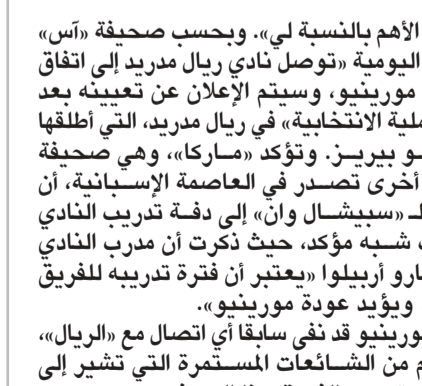 الأهم بالنسبة لي». وبحسب صحيفة «آس»
اليومية «توصل نادي ريال مدريد إلى اتفاق
مورينيو، وسيتم الإعلان عن تعيينه بعد
الانتخابية» في ريال مدريد، التي أطلقها
بيريز. وتؤكد «ماركا»، وهي صحيفة
أخرى تصدر في العاصمة الإسبانية، أن
«سبيشال وان» إلى دفة تدريب النادي
شبه مؤكد، حيث ذكرت أن مدرب النادي
أربيلوا «يعتبر أن فترة تدريبه للفريق
ويؤيد عودة مورينيو».
مورينيو قد نفى سابقا أي اتصال مع «الريال»،
من الشائعات المستمرة التي تشير إلى